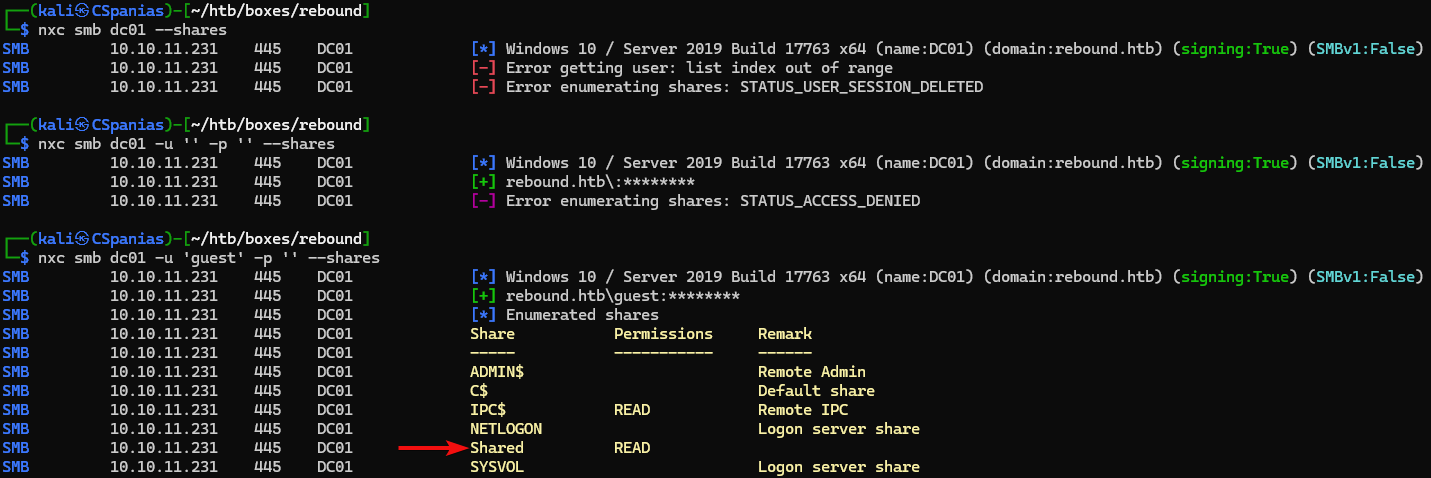 ┌──(kali㉿CSpanias)-[~/htb/boxes/rebound]
└─$ nxc smb dc01 --shares
SMB         10.10.11.231    445    DC01             [*] Windows 10 / Server 2019 Build 17763 x64 (name:DC01) (domain:rebound.htb) (signing:True) (SMBv1:False)
SMB         10.10.11.231    445    DC01             [-] Error getting user: list index out of range
SMB         10.10.11.231    445    DC01             [-] Error enumerating shares: STATUS_USER_SESSION_DELETED
┌──(kali㉿CSpanias)-[~/htb/boxes/rebound]
└─$ nxc smb dc01 -u '' -p '' --shares
SMB         10.10.11.231    445    DC01             [*] Windows 10 / Server 2019 Build 17763 x64 (name:DC01) (domain:rebound.htb) (signing:True) (SMBv1:False)
SMB         10.10.11.231    445    DC01             [+] rebound.htb\:********
SMB         10.10.11.231    445    DC01             [-] Error enumerating shares: STATUS_ACCESS_DENIED
┌──(kali㉿CSpanias)-[~/htb/boxes/rebound]
└─$ nxc smb dc01 -u 'guest' -p '' --shares
SMB         10.10.11.231    445    DC01             [*] Windows 10 / Server 2019 Build 17763 x64 (name:DC01) (domain:rebound.htb) (signing:True) (SMBv1:False)
SMB         10.10.11.231    445    DC01             [+] rebound.htb\guest:********
SMB         10.10.11.231    445    DC01             [*] Enumerated shares
SMB         10.10.11.231    445    DC01             Share           Permissions     Remark
SMB         10.10.11.231    445    DC01             -----           -----------     ------
SMB         10.10.11.231    445    DC01             ADMIN$                          Remote Admin
SMB         10.10.11.231    445    DC01             C$                              Default share
SMB         10.10.11.231    445    DC01             IPC$            READ            Remote IPC
SMB         10.10.11.231    445    DC01             NETLOGON                        Logon server share
SMB         10.10.11.231    445    DC01             Shared          READ
SMB         10.10.11.231    445    DC01             SYSVOL                          Logon server share